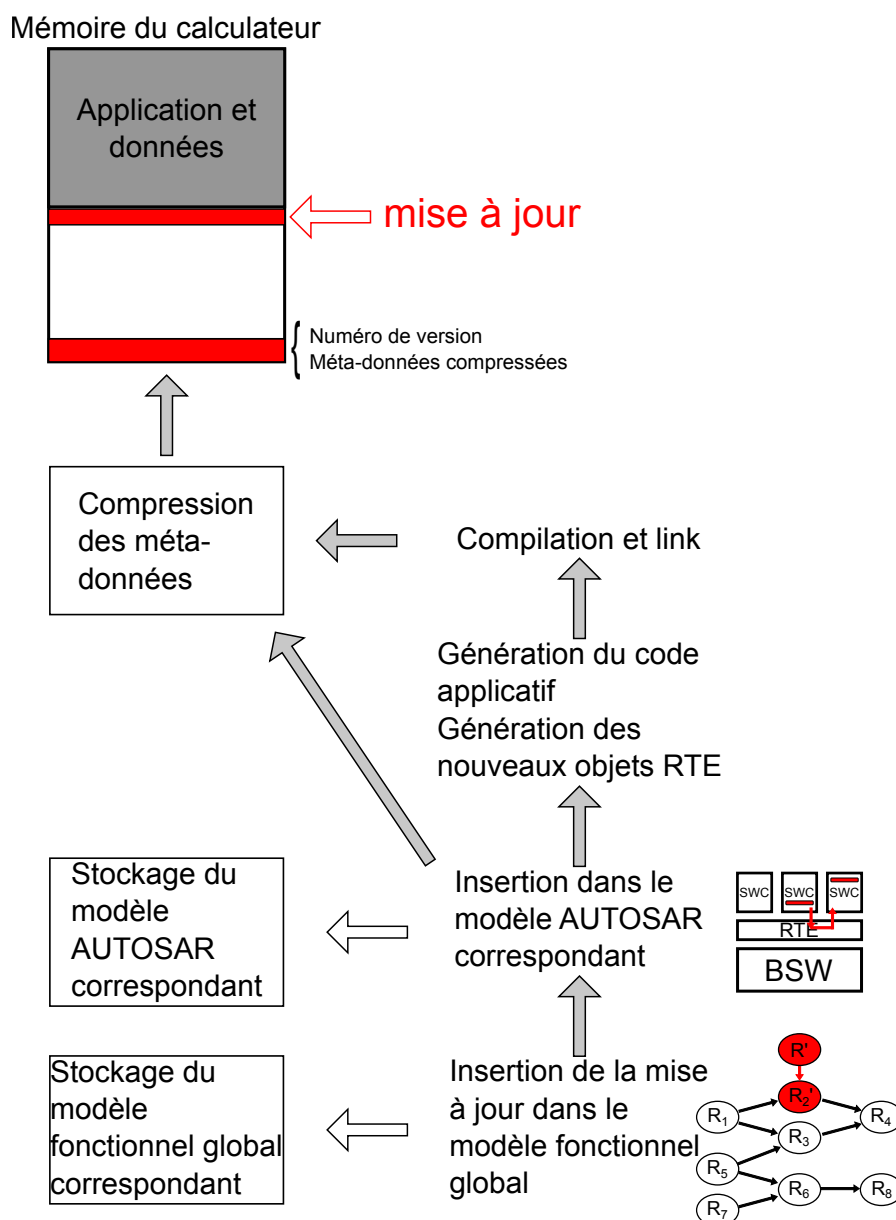 Mémoire du calculateur
Application et
données
mise à jour
Numéro de version
Méta-données compressées
Compression
des méta-
données
Compilation et link
Génération du code
applicatif
Génération des
nouveaux objets RTE
Stockage du
modèle
AUTOSAR
correspondant
Insertion dans le
modèle AUTOSAR
correspondant
SWC
SWC
SWC
RTE
BSW
Stockage du
modèle
fonctionnel global
correspondant
Insertion de la mise
à jour dans le
modèle fonctionnel
global
R'
R2'
R1
R4
R3
R5
R6
R8
R7